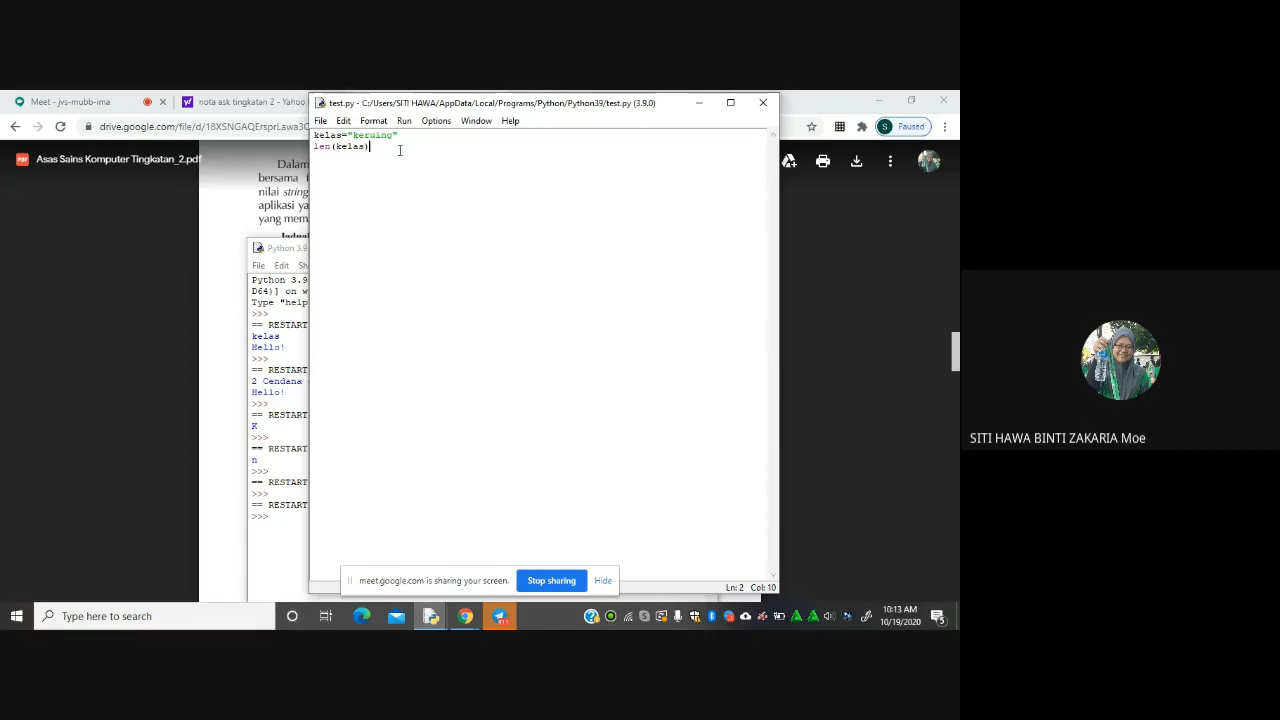 Meet - jvs-mubb-ima
nota ask tingkatan 2 - Yahoo
drive.google.com/file/d/18XSNGAQErsprLawa3C
Paused
Asas Sains Komputer Tingkatan_2.pdf
test.py - C:/Users/SITI HAWA/AppData/Local/Programs/Python/Python39/test.py (3.9.0)
File Edit Format Run Options Window Help
kelas="keruing"
len(kelas)
Dalam
bersama
nilai string
aplikasi ya
yang mem
Python 3.9
File Edit
Python 3.9
D64)] on w
Type "help
>>>
== RESTART
kelas
Hello!
>>>
== RESTART
2 Cendana
Hello!
>>>
== RESTART
K
>>>
== RESTART
n
>>>
== RESTART
>>>
== RESTART
>>>
meet.google.com is sharing your screen.
Stop sharing
Hide
Ln: 2 Col: 10
Type here to search
911
10:13 AM
10/19/2020
5
SITI HAWA BINTI ZAKARIA Moe